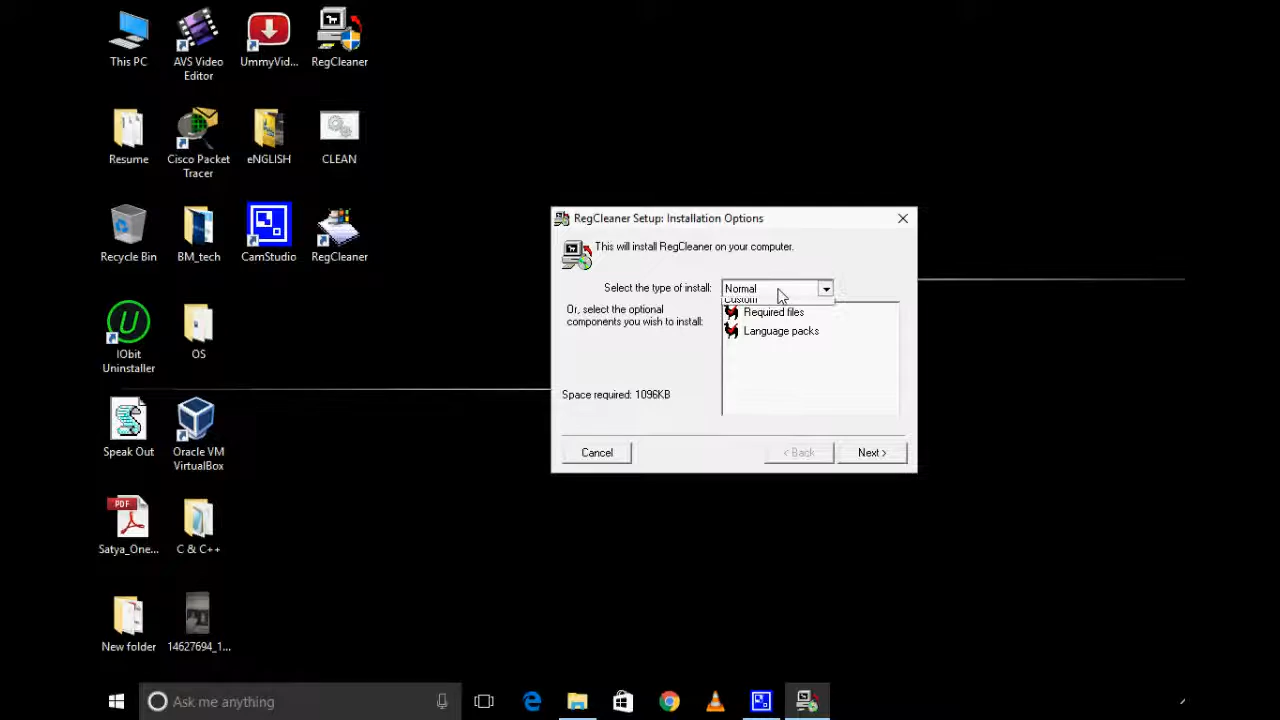 This PC
AVS Video
Editor
UmmyVid...
RegCleaner
Resume
Cisco Packet
Tracer
eNGLISH
CLEAN
Recycle Bin
BM_tech
CamStudio
RegCleaner
IObit
Uninstaller
OS
Speak Out
Oracle VM
VirtualBox
PDF
Satya_One...
C & C++
New folder
14627694_1...
RegCleaner Setup: Installation Options
This will install RegCleaner on your computer.
Select the type of install:
Normal
Custom
Or, select the optional
components you wish to install:
Required files
Language packs
Space required: 1096KB
Cancel
< Back
Next >
Ask me anything